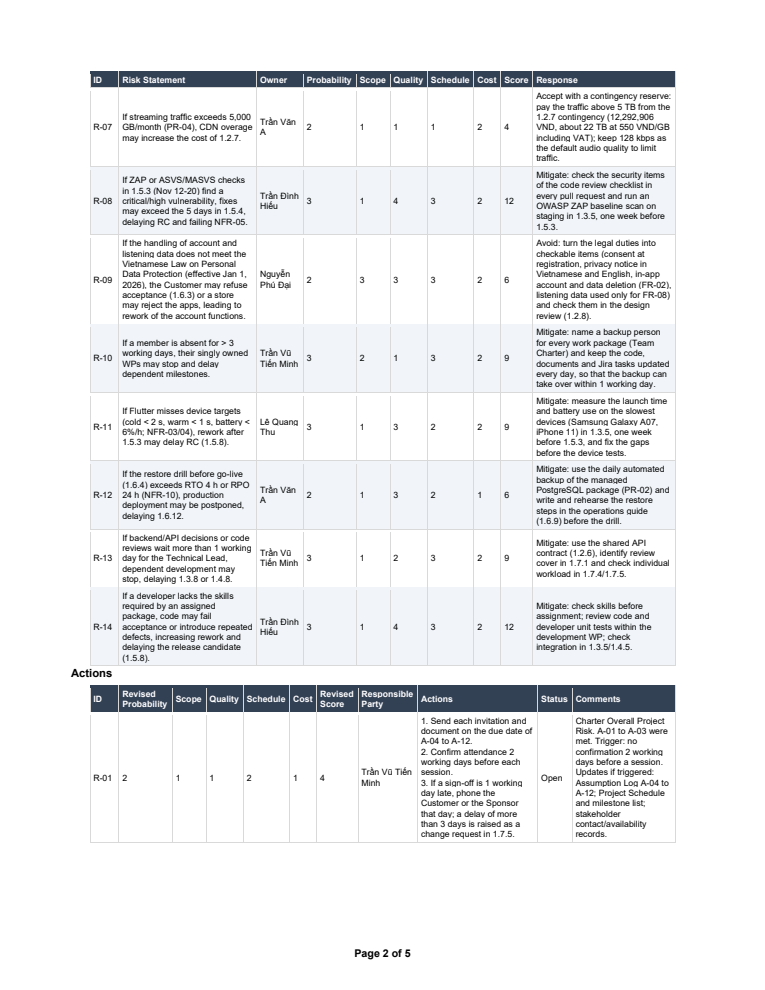 ID Risk Statement Owner Probability Scope Quality Schedule Cost Score Response
R-07
If streaming traffic exceeds 5,000
GB/month (PR-04), CDN overage
may increase the cost of 1.2.7.
Trần Văn
A
2 1 1 1 2 4
Accept with a contingency reserve:
pay the traffic above 5 TB from the
1.2.7 contingency (12,292,906
VND, about 22 TB at 550 VND/GB
including VAT); keep 128 kbps as
the default audio quality to limit
traffic.
R-08
If ZAP or ASVS/MASVS checks
in 1.5.3 (Nov 12-20) find a
critical/high vulnerability, fixes
may exceed the 5 days in 1.5.4,
delaying RC and failing NFR-05.
Trần Đình
Hiếu
3 1 4 3 2 12
Mitigate: check the security items
of the code review checklist in
every pull request and run an
OWASP ZAP baseline scan on
staging in 1.3.5, one week before
1.5.3.
R-09
If the handling of account and
listening data does not meet the
Vietnamese Law on Personal
Data Protection (effective Jan 1,
2026), the Customer may refuse
acceptance (1.6.3) or a store
may reject the apps, leading to
rework of the account functions.
Nguyễn
Phú Đại
2 3 3 3 2 6
Avoid: turn the legal duties into
checkable items (consent at
registration, privacy notice in
Vietnamese and English, in-app
account and data deletion (FR-02),
listening data used only for FR-08)
and check them in the design
review (1.2.8).
R-10
If a member is absent for > 3
working days, their singly owned
WPs may stop and delay
dependent milestones.
Trần Vũ
Tiến Minh
3 2 1 3 2 9
Mitigate: name a backup person
for every work package (Team
Charter) and keep the code,
documents and Jira tasks updated
every day, so that the backup can
take over within 1 working day.
R-11
If Flutter misses device targets
(cold < 2 s, warm < 1 s, battery <
6%/h; NFR-03/04), rework after
1.5.3 may delay RC (1.5.8).
Lê Quang
Thu
3 1 3 2 2 9
Mitigate: measure the launch time
and battery use on the slowest
devices (Samsung Galaxy A07,
iPhone 11) in 1.3.5, one week
before 1.5.3, and fix the gaps
before the device tests.
R-12
If the restore drill before go-live
(1.6.4) exceeds RTO 4 h or RPO
24 h (NFR-10), production
deployment may be postponed,
delaying 1.6.12.
Trần Văn
A
2 1 3 2 1 6
Mitigate: use the daily automated
backup of the managed
PostgreSQL package (PR-02) and
write and rehearse the restore
steps in the operations guide
(1.6.9) before the drill.
R-13
If backend/API decisions or code
reviews wait more than 1 working
day for the Technical Lead,
dependent development may
stop, delaying 1.3.8 or 1.4.8.
Trần Vũ
Tiến Minh
3 1 2 3 2 9
Mitigate: use the shared API
contract (1.2.6), identify review
cover in 1.7.1 and check individual
workload in 1.7.4/1.7.5.
R-14
If a developer lacks the skills
required by an assigned
package, code may fail
acceptance or introduce repeated
defects, increasing rework and
delaying the release candidate
(1.5.8).
Trần Đình
Hiếu
3 1 4 3 2 12
Mitigate: check skills before
assignment; review code and
developer unit tests within the
development WP; check
integration in 1.3.5/1.4.5.
Actions
ID Revised Probability Scope Quality Schedule Cost Revised Score Responsible Party Actions Status Comments
R-01
2 1 1 2 1 4
Trần Vũ Tiến
Minh
1. Send each invitation and
document on the due date of
A-04 to A-12.
2. Confirm attendance 2
working days before each
session.
3. If a sign-off is 1 working
day late, phone the
Customer or the Sponsor
that day; a delay of more
than 3 days is raised as a
change request in 1.7.5.
Open
Charter Overall Project
Risk. A-01 to A-03 were
met. Trigger: no
confirmation 2 working
days before a session.
Updates if triggered:
Assumption Log A-04 to
A-12; Project Schedule
and milestone list;
stakeholder
contact/availability
records.
Page 2 of 5